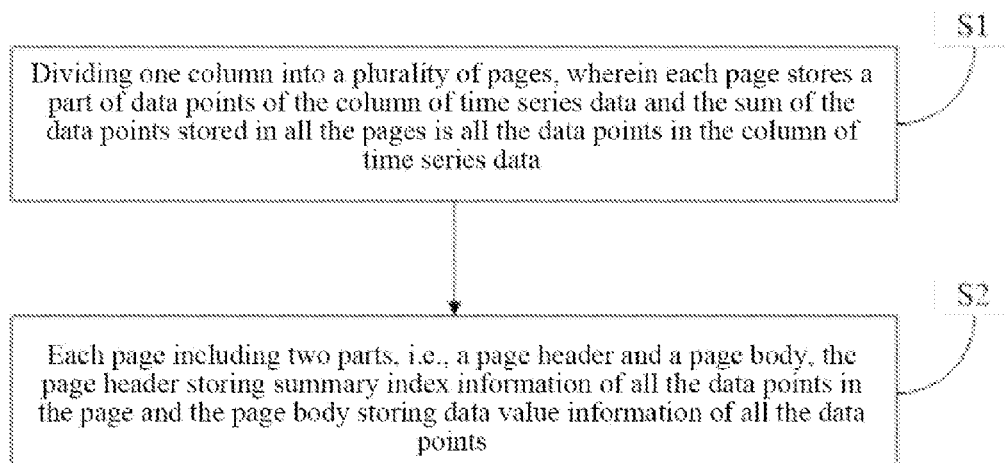 S1
Dividing one column into a plurality of pages, wherein each page stores a
part of data points of the column of time series data and the sum of the
data points stored in all the pages is all the data points in the column of
time series data
S2
Each page including two parts, i.e., a page header and a page body, the
page header storing summary index information of all the data points in
the page and the page body storing data value information of all the data
points